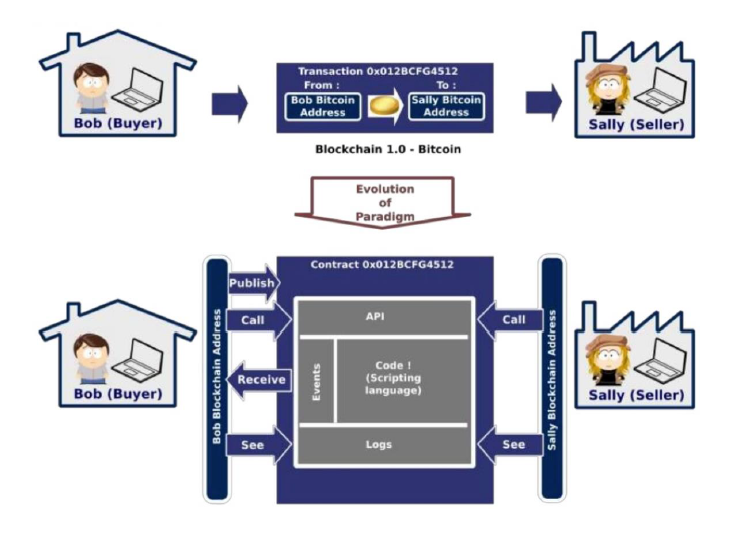 Transaction 0x012BCFG4512
From :
To :
Bob Bitcoin
Address
Sally Bitcoin
Address
Bob (Buyer)
Sally (Seller)
Blockchain 1.0 - Bitcoin
Evolution
of
Paradigm
Contract 0x012BCFG4512
Bob Blockchain Address
Publish
Call
Receive
See
API
Events
Code !
(Scripting
language)
Logs
Call
See
Sally Blockchain Address
Bob (Buyer)
Sally (Seller)